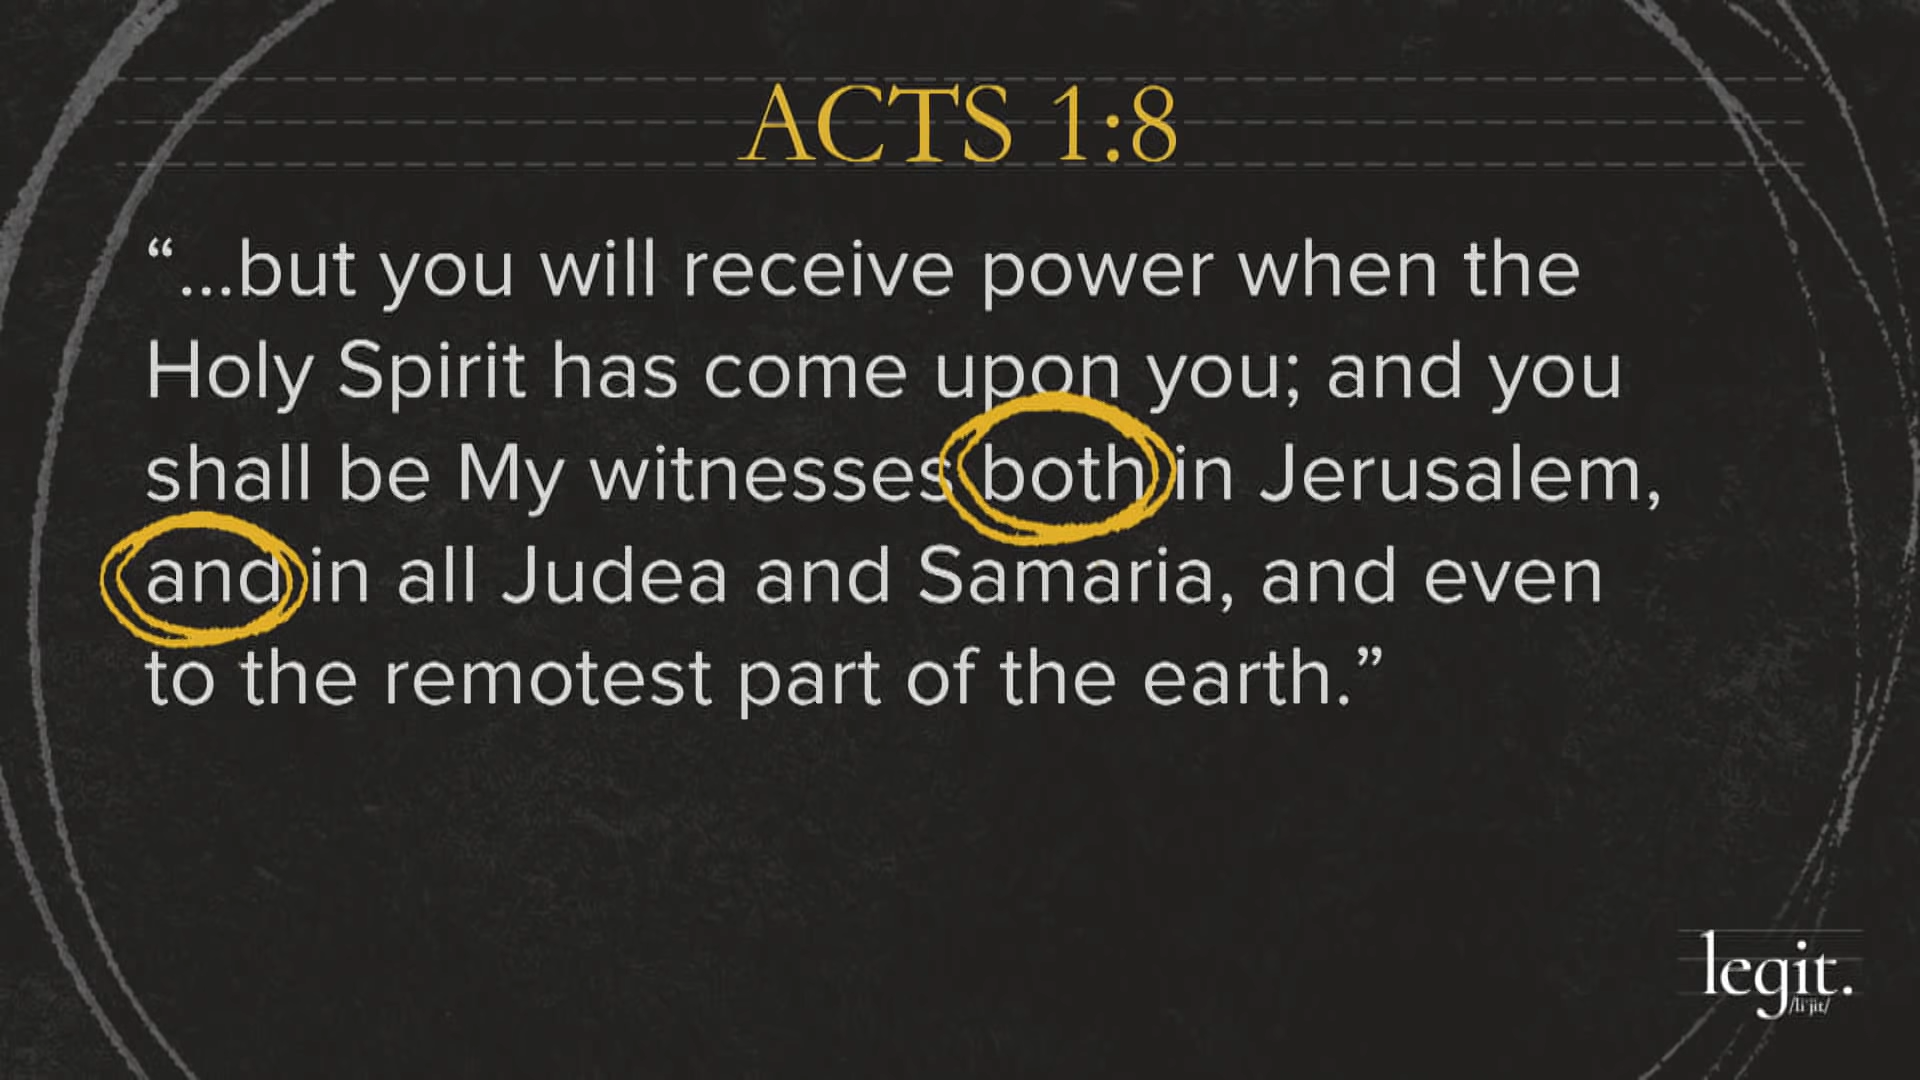 ACTS 1:8
“...but you will receive power when the
Holy Spirit has come upon you; and you
shall be My witnesses both in Jerusalem,
and in all Judea and Samaria, and even
to the remotest part of the earth.”
legit.
/liˈjit/